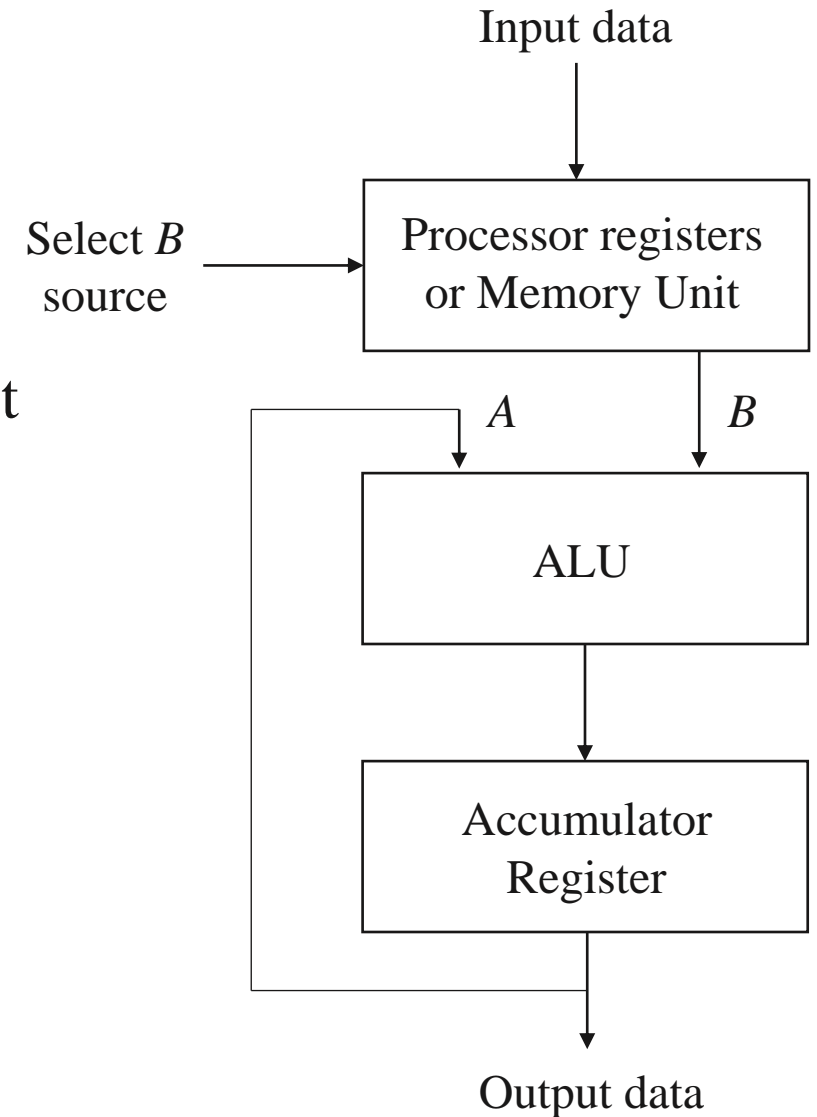 Input data
Select B
source
Processor registers
or Memory Unit
t
A
B
ALU
Accumulator
Register
Output data